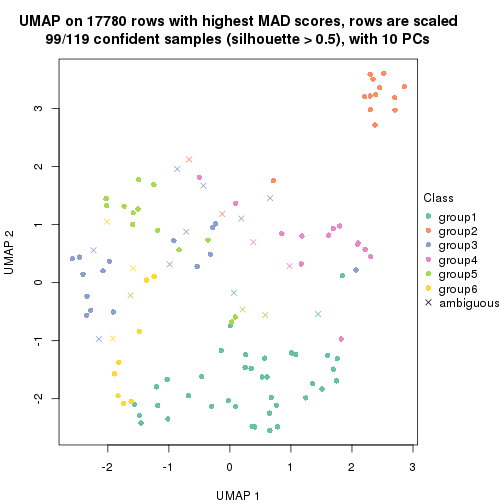 UMAP on 17780 rows with highest MAD scores, rows are scaled
99/119 confident samples (silhouette > 0.5), with 10 PCs
3
2
1
0
-1
-2
UMAP 2
-2 -1 0 1 2 3
UMAP 1
Class
group1
group2
group3
group4
group5
group6
ambiguous